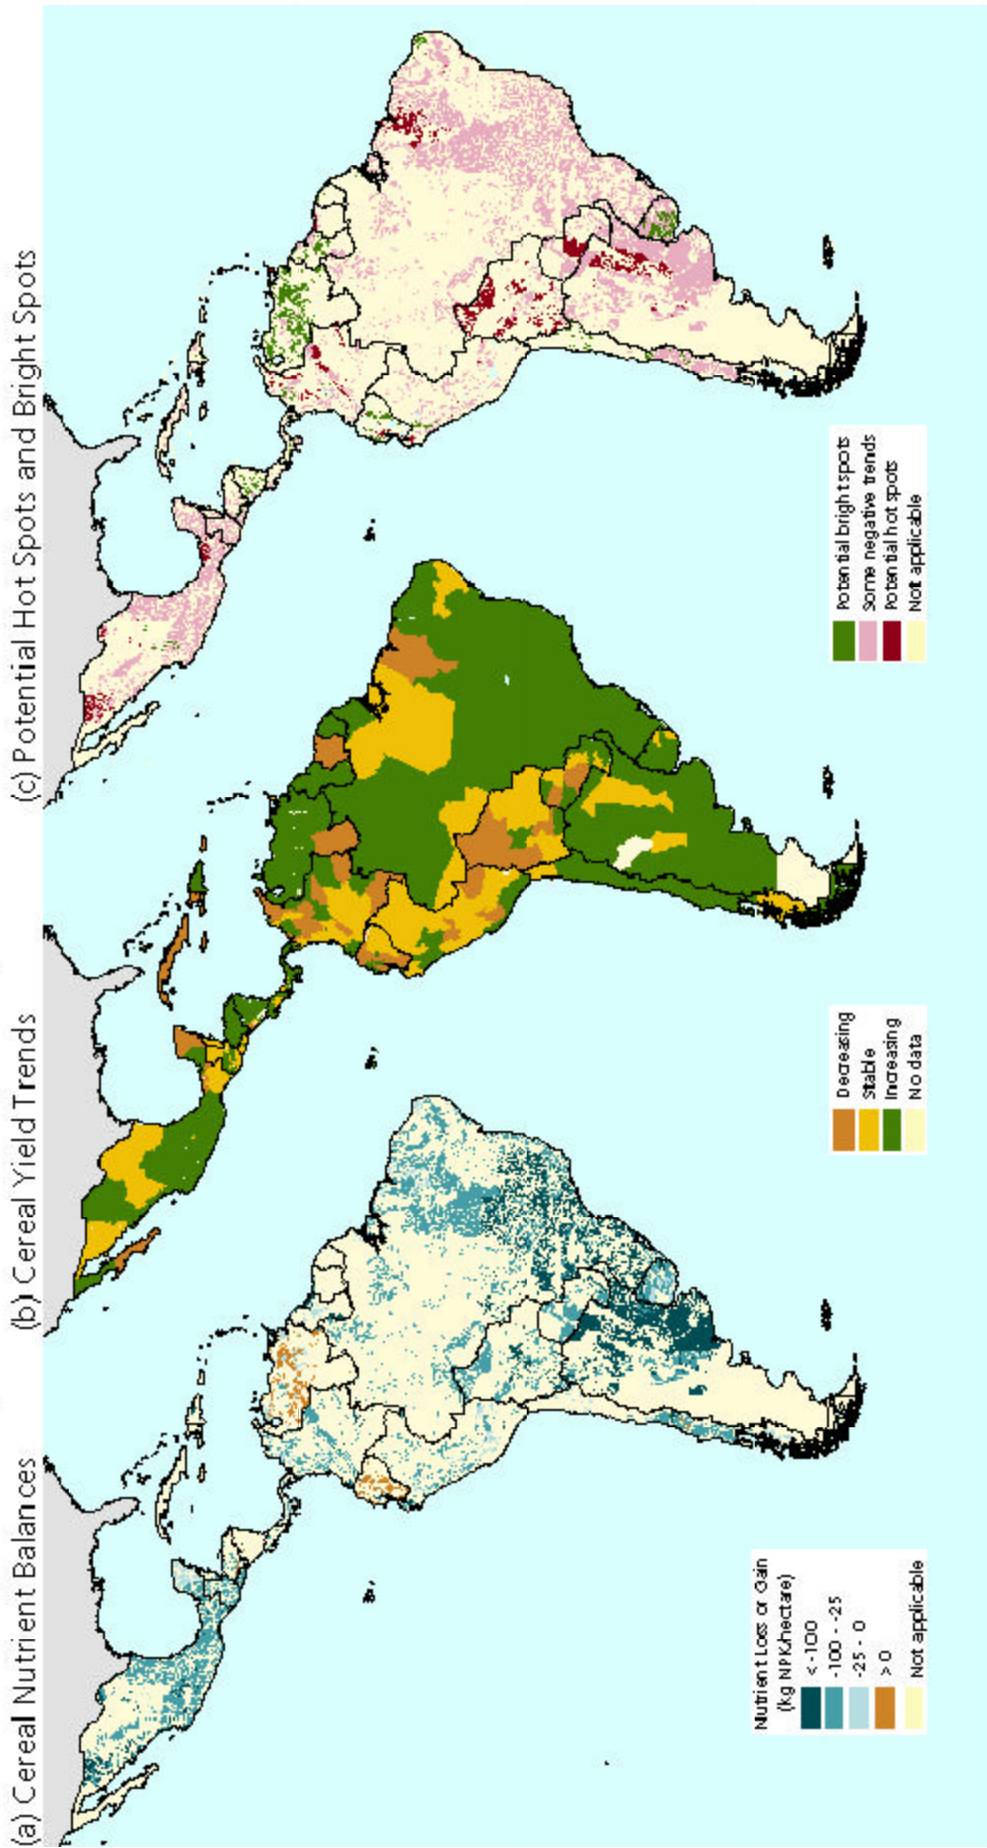 (a) Cereal Nutrient Balances
Nutrient Loss or Gain
(kg NPK/hectare)
< -100
-100 - -25
-25 - 0
> 0
Not applicable
(b) Cereal Yield Trends
Decreasing
Stable
Increasing
No data
(c) Potential Hot Spots and Bright Spots
Potential bright spots
Some negative trends
Potential hot spots
Not applicable